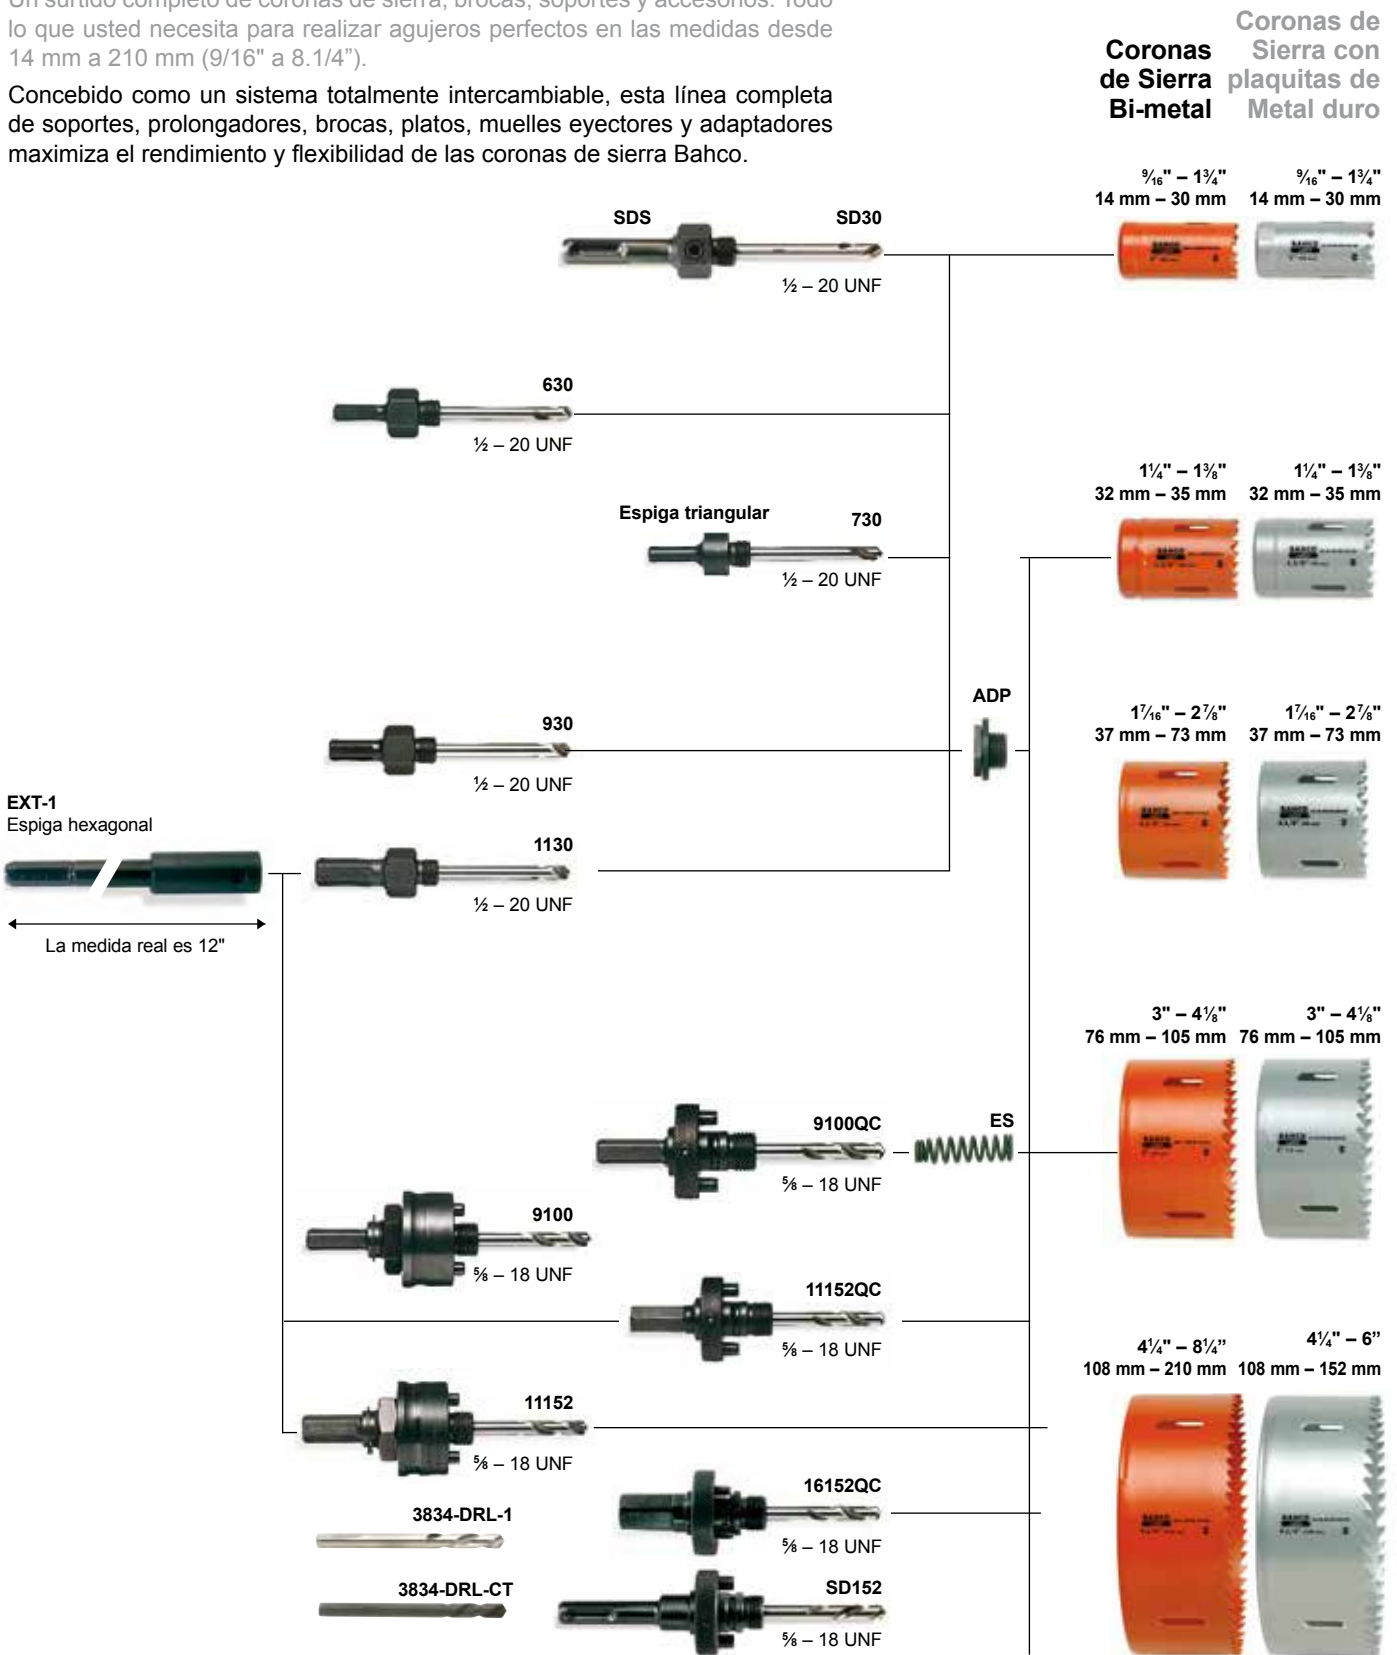 Un surtido completo de coronas de sierra, brocas, soportes y accesorios. Todo
lo que usted necesita para realizar agujeros perfectos en las medidas desde
14 mm a 210 mm (9/16" a 8.1/4”).
Concebido como un sistema totalmente intercambiable, esta línea completa
de soportes, prolongadores, brocas, platos, muelles eyectores y adaptadores
maximiza el rendimiento y flexibilidad de las coronas de sierra Bahco.
Coronas
de Sierra
Bi-metal
Coronas de
Sierra con
plaquitas de
Metal duro
⁹⁄₁₆" – 1¾"
14 mm – 30 mm
⁹⁄₁₆" – 1¾"
14 mm – 30 mm
SDS
SD30
½ – 20 UNF
630
½ – 20 UNF
1¼" – 1⅜"
32 mm – 35 mm
1¼" – 1⅜"
32 mm – 35 mm
Espiga triangular
730
½ – 20 UNF
ADP
1⁷⁄₁₆" – 2⅞"
37 mm – 73 mm
1⁷⁄₁₆" – 2⅞"
37 mm – 73 mm
930
½ – 20 UNF
EXT-1
Espiga hexagonal
1130
½ – 20 UNF
La medida real es 12"
3" – 4⅛"
76 mm – 105 mm
3" – 4⅛"
76 mm – 105 mm
9100QC
⅝ – 18 UNF
ES
9100
⅝ – 18 UNF
11152QC
⅝ – 18 UNF
4¼" – 8¼”
108 mm – 210 mm
4¼" – 6”
108 mm – 152 mm
11152
⅝ – 18 UNF
16152QC
⅝ – 18 UNF
3834-DRL-1
3834-DRL-CT
SD152
⅝ – 18 UNF
BAHCO
BAHCO
BAHCO
BAHCO
BAHCO
BAHCO
BAHCO
BAHCO